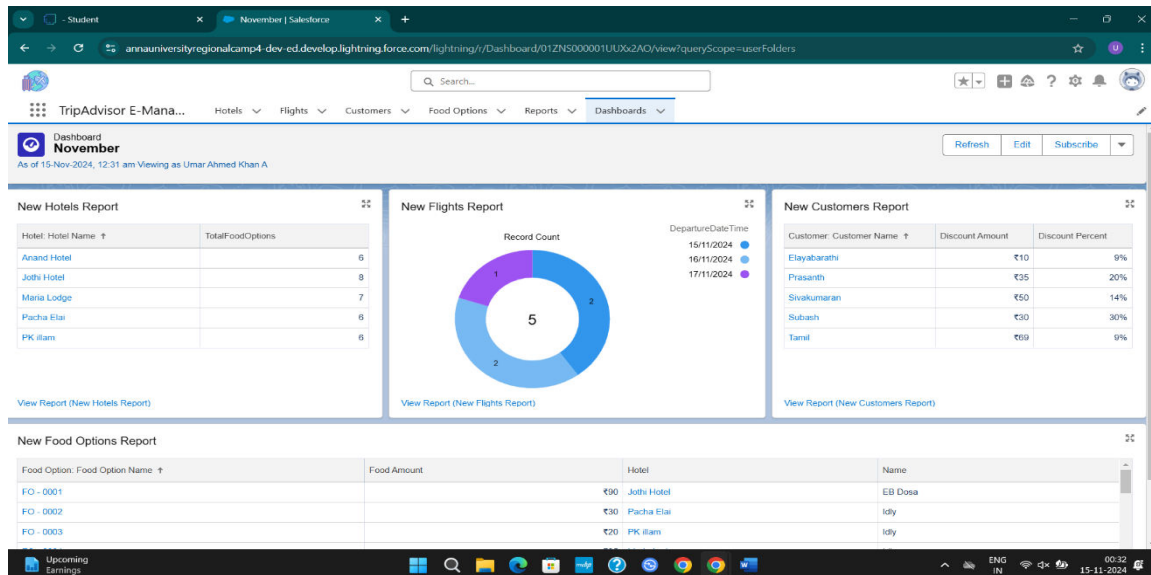 - Student
November | Salesforce
annauniversityregionalcamp4-dev-ed.develop.lightning.force.com/lightning/r/Dashboard/01ZNS000001UUXx2AO/view?queryScope=userFolders
U
Search...
TripAdvisor E-Mana... Hotels Flights Customers Food Options Reports Dashboards
Dashboard
November
As of 15-Nov-2024, 12:31 am Viewing as Umar Ahmed Khan A
Refresh Edit Subscribe
New Hotels Report
Hotel: Hotel Name ↑ TotalFoodOptions
Anand Hotel 6
Jothi Hotel 8
Maria Lodge 7
Pacha Elai 6
PK illam 6
View Report (New Hotels Report)
New Flights Report
Record Count
DepartureDateTime
15/11/2024
16/11/2024
17/11/2024
1
2
5
2
View Report (New Flights Report)
New Customers Report
Customer: Customer Name ↑ Discount Amount Discount Percent
Elayabarathi ₹10 9%
Prasanth ₹35 20%
Sivakumaran ₹50 14%
Subash ₹30 30%
Tamil ₹69 9%
View Report (New Customers Report)
New Food Options Report
Food Option: Food Option Name ↑ Food Amount Hotel Name
FO - 0001 ₹90 Jothi Hotel EB Dosa
FO - 0002 ₹30 Pacha Elai Idly
FO - 0003 ₹20 PK illam Idly
Upcoming
Earnings
ENG
IN
00:32
15-11-2024